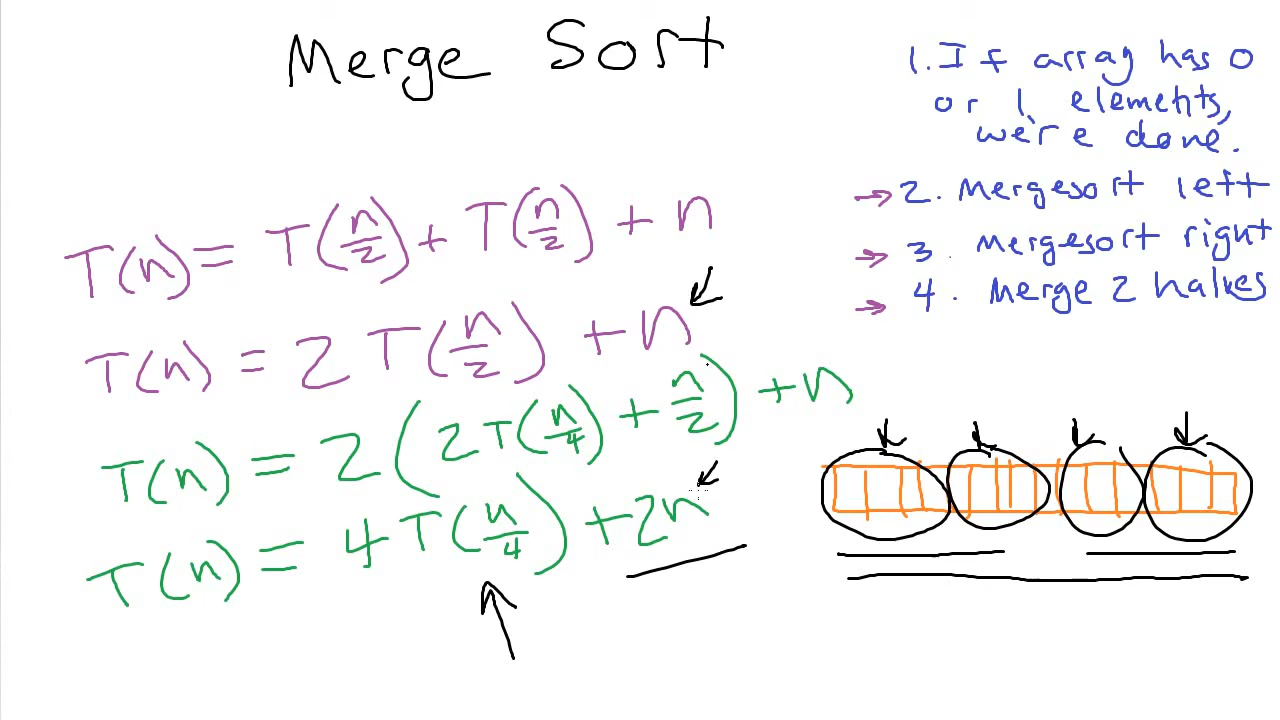 Merge Sort
1. If array has 0
or 1 elements,
we're done.
→ 2. Mergesort left
→ 3. Mergesort right
→ 4. Merge 2 halves
T(n) = T(n/2) + T(n/2) + n
T(n) = 2T(n/2) + n
T(n) = 2(2T(n/4) + n/2) + n
T(n) = 4T(n/4) + 2n